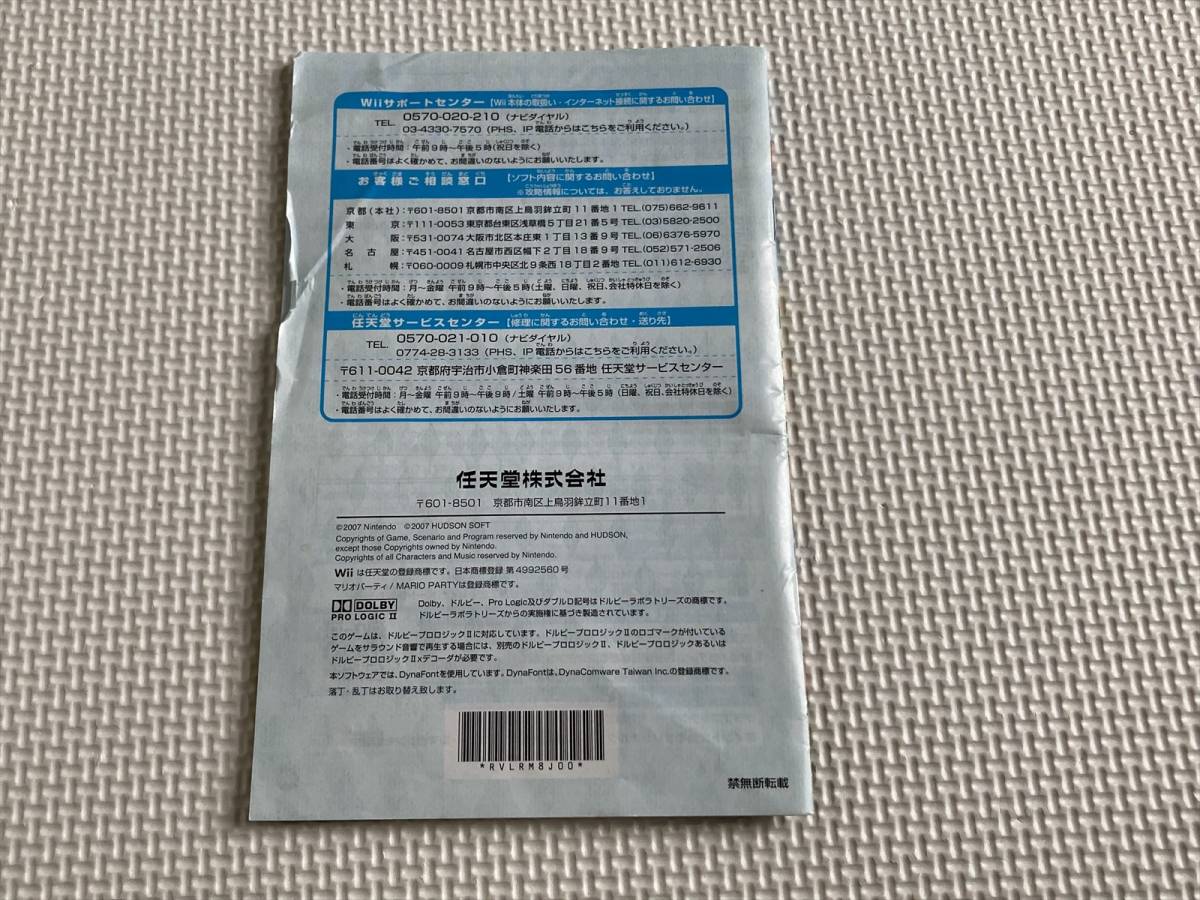 Wiiサポートセンター【Wii本体の取扱い・インターネット接続に関するお問い合わせ】
TEL. 0570-020-210（ナビダイヤル）
03-4330-7570（PHS、IP電話からはこちらをご利用ください。）
・電話受付時間：午前9時〜午後5時（祝日を除く）
・電話番号はよく確かめて、お間違いのないようにお願いいたします。
お客様ご相談窓口 【ソフト内容に関するお問い合わせ】
※攻略情報については、お答えしておりません。
京都（本社）：〒601-8501 京都市南区上鳥羽鉾立町11番地1 TEL.(075)662-9611
東京：〒111-0053 東京都台東区浅草橋5丁目21番5号 TEL.(03)5820-2500
大阪：〒531-0074 大阪市北区本庄東1丁目13番9号 TEL.(06)6376-5970
名古屋：〒451-0041 名古屋市西区幅下2丁目18番9号 TEL.(052)571-2506
札幌：〒060-0009 札幌市中央区北9条西18丁目2番地 TEL.(011)612-6930
・電話受付時間：月〜金曜 午前9時〜午後5時（土曜、日曜、祝日、会社特休日を除く）
・電話番号はよく確かめて、お間違いのないようにお願いいたします。
任天堂サービスセンター【修理に関するお問い合わせ・送り先】
TEL. 0570-021-010（ナビダイヤル）
0774-28-3133（PHS、IP電話からはこちらをご利用ください。）
〒611-0042 京都府宇治市小倉町神楽田56番地 任天堂サービスセンター
・電話受付時間：月〜金曜 午前9時〜午後9時/土曜 午前9時〜午後5時（日曜、祝日、会社特休日を除く）
・電話番号はよく確かめて、お間違いのないようにお願いいたします。
任天堂株式会社
〒601-8501 京都市南区上鳥羽鉾立町11番地1
©2007 Nintendo ©2007 HUDSON SOFT
Copyrights of Game, Scenario and Program reserved by Nintendo and HUDSON,
except those Copyrights owned by Nintendo.
Copyrights of all Characters and Music reserved by Nintendo.
Wii は任天堂の登録商標です。日本商標登録 第4992560号
マリオパーティ/MARIO PARTYは登録商標です。
DOLBY
PRO LOGIC II
Dolby、ドルビー、Pro Logic及びダブルD記号はドルビーラボラトリーズの商標です。
ドルビーラボラトリーズからの実施権に基づき製造されています。
このゲームは、ドルビープロロジックⅡに対応しています。ドルビープロロジックⅡのロゴマークが付いている
ゲームをサラウンド音響で再生する場合には、別売のドルビープロロジックⅡ、ドルビープロロジックあるいは
ドルビープロロジックⅡxデコーダが必要です。
本ソフトウェアでは、DynaFontを使用しています。DynaFontは、DynaComware Taiwan Inc.の登録商標です。
落丁・乱丁はお取り替え致します。
*RVLRM8J00*
禁無断転載